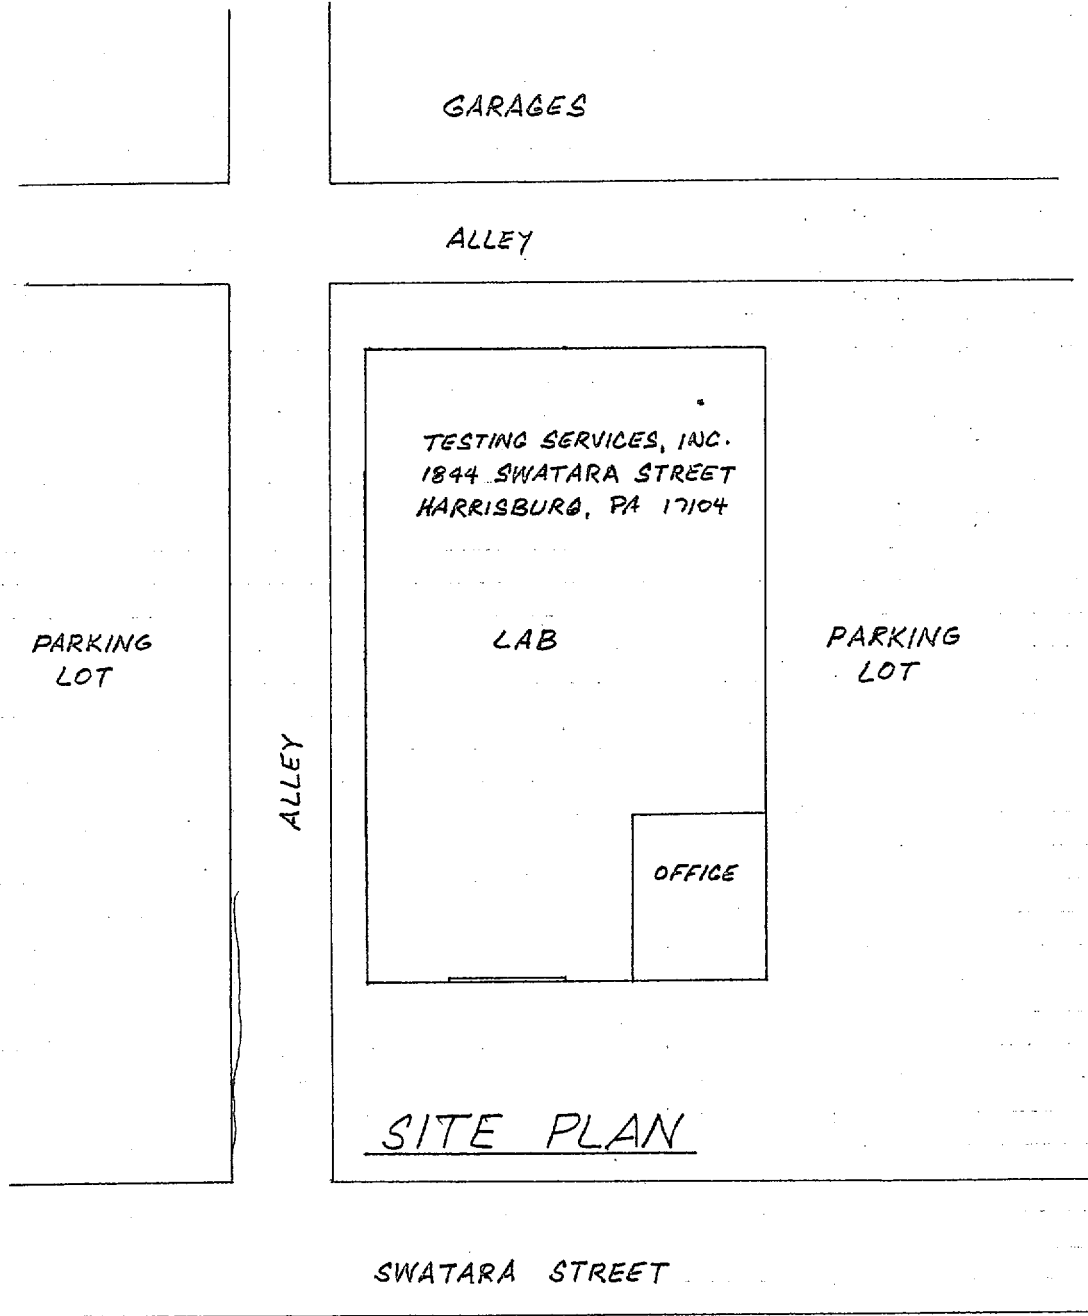 GARAGES
ALLEY
TESTING SERVICES, INC.
1844 SWATARA STREET
HARRISBURG, PA 17104
PARKING
LOT
LAB
PARKING
LOT
ALLEY
OFFICE
SITE PLAN
SWATARA STREET